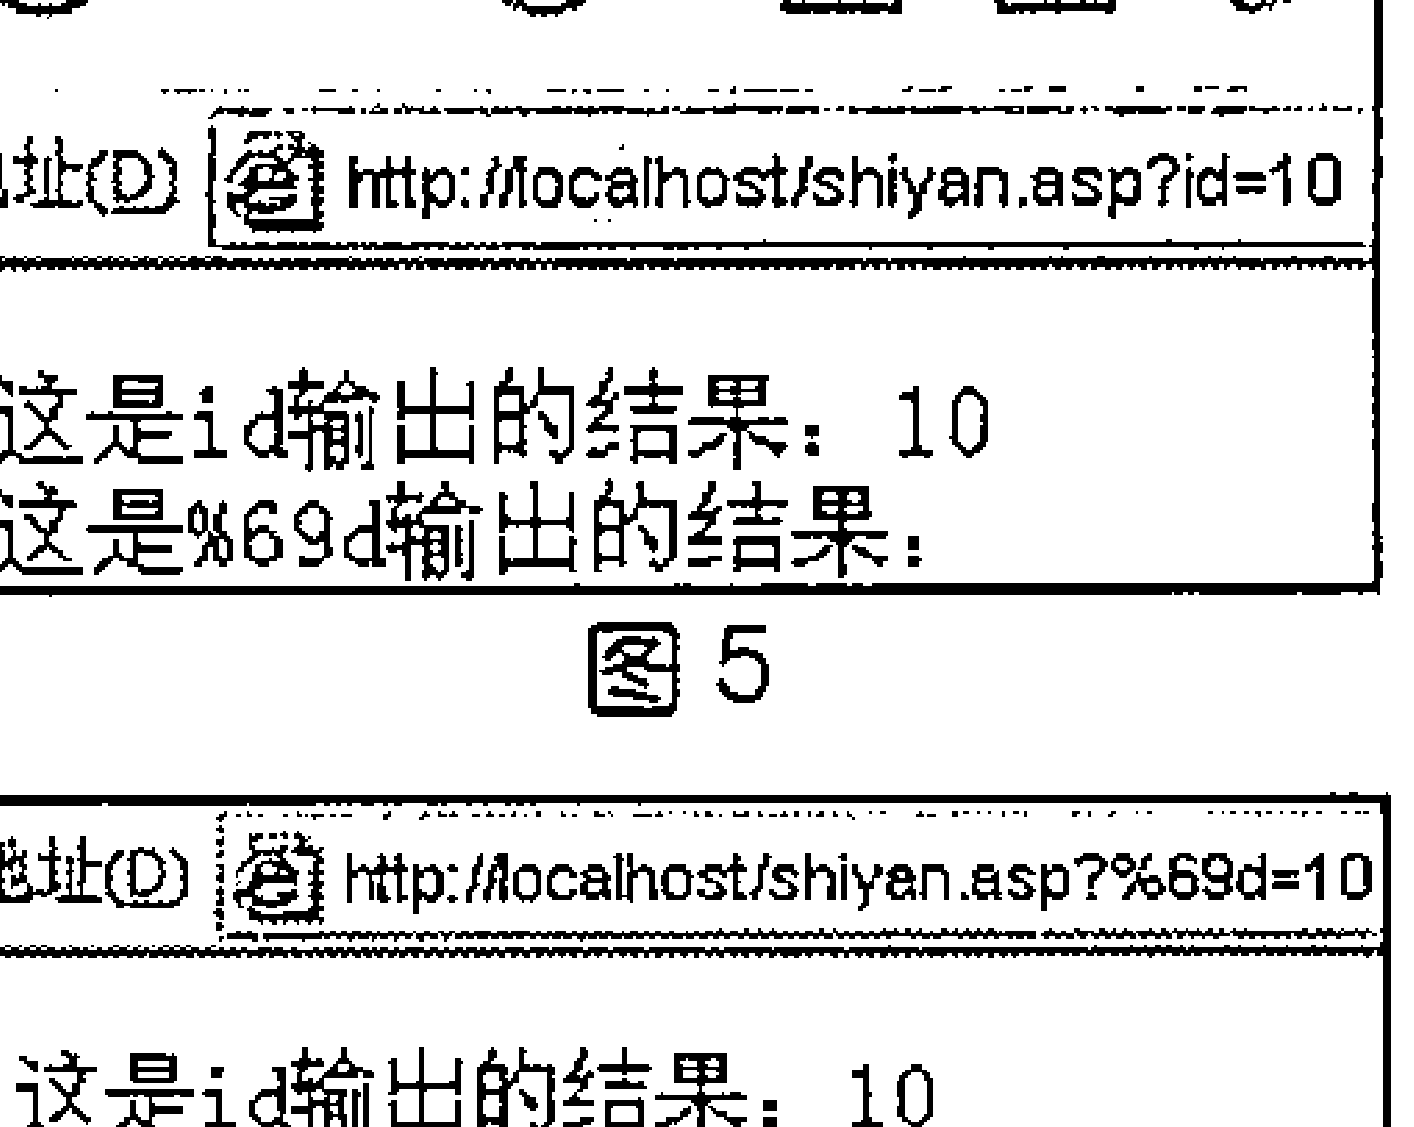 址(D) http://localhost/shiyan.asp?id=10
这是id输出的结果：10
这是%69d输出的结果：
图 5
地址(D) http://localhost/shiyan.asp?%69d=10
这是id输出的结果：10